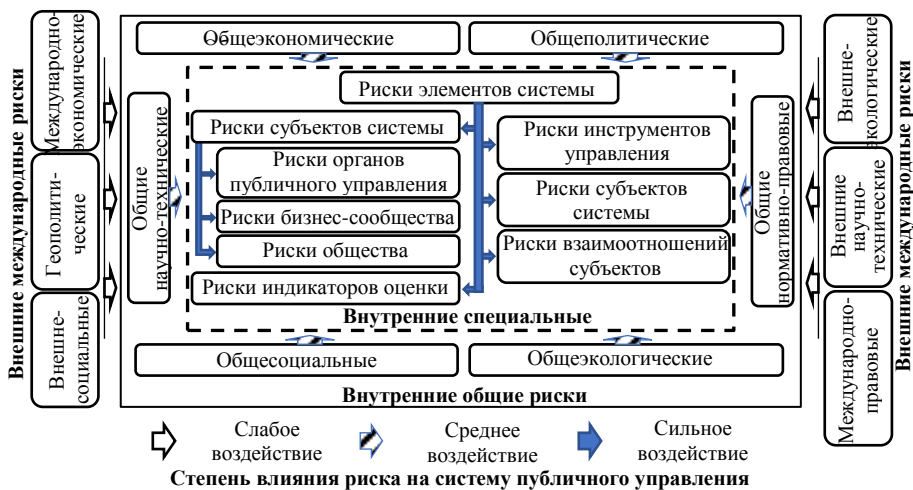 Внешние международные риски
Международно-
экономические
Геополити-
ческие
Внешне-
социальные
Общеэкономические
Общеполитические
Общие
научно-технические
Риски элементов системы
Риски субъектов системы
Риски органов
публичного управления
Риски бизнес-сообщества
Риски общества
Риски индикаторов оценки
Риски инструментов
управления
Риски субъектов
системы
Риски взаимоотношений
субъектов
Внутренние специальные
Общие
нормативно-правовые
Общесоциальные
Общеэкологические
Внутренние общие риски
Внешне-
экологические
Внешние
научно-
технические
Международно-
правовые
Внешние международные риски
Слабое
воздействие
Среднее
воздействие
Сильное
воздействие
Степень влияния риска на систему публичного управления